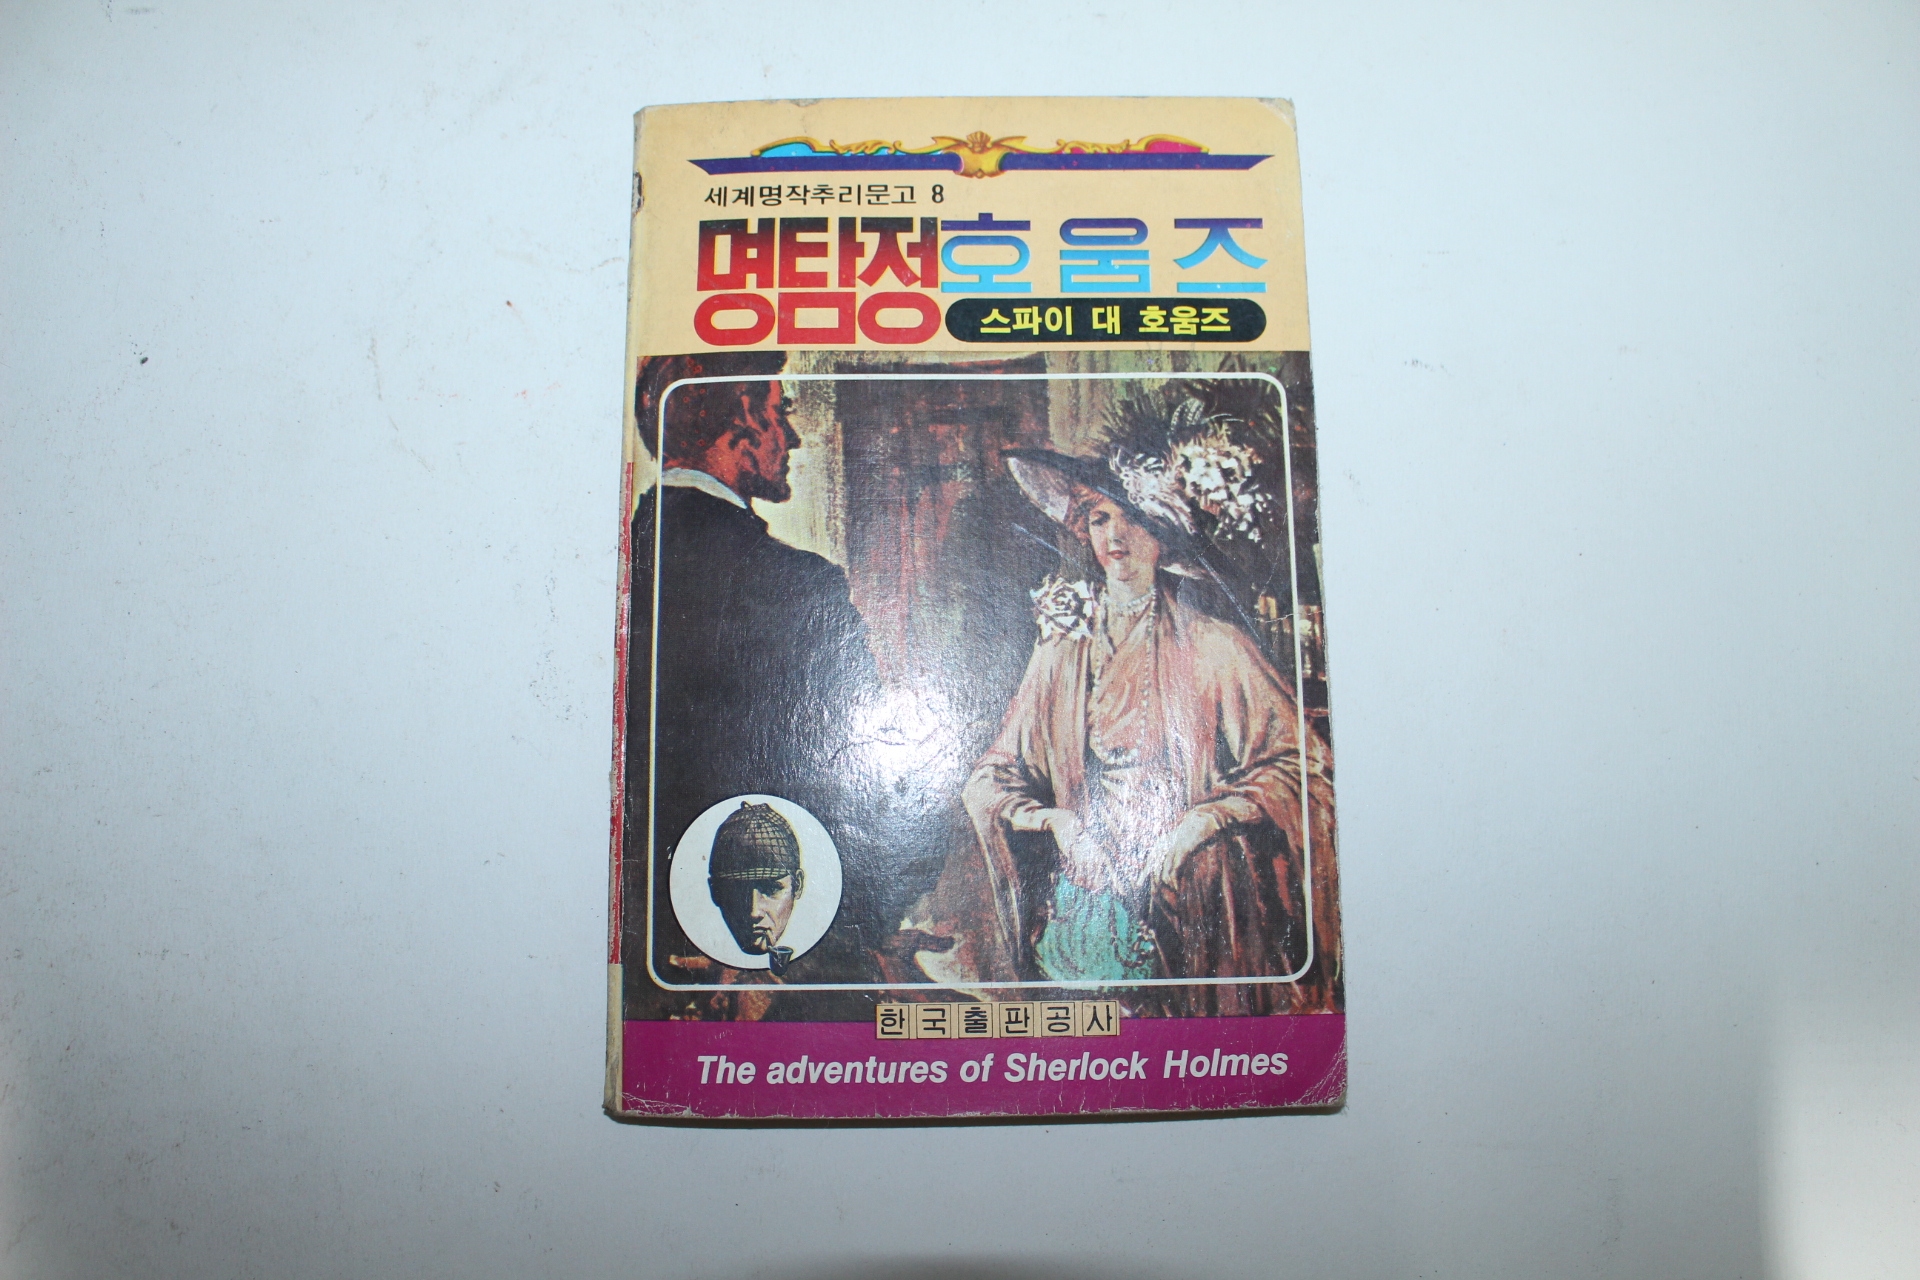 세계명작추리문고 8
명탐정 호움즈
스파이 대 호움즈
한국출판공사
The adventures of Sherlock Holmes